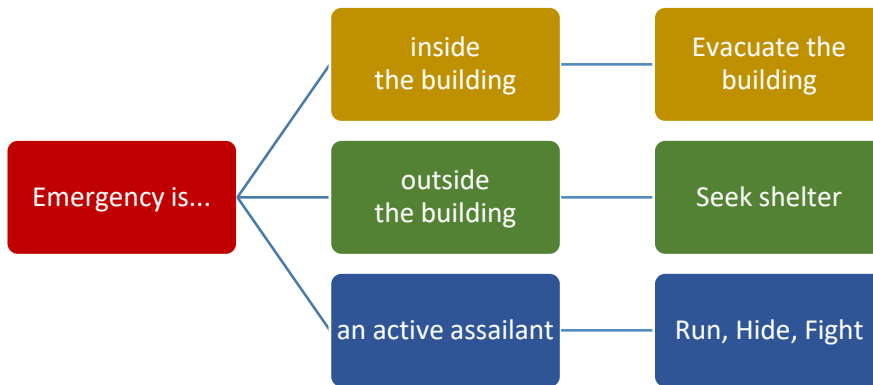 Emergency is...
inside
the building
Evacuate the
building
outside
the building
Seek shelter
an active assailant
Run, Hide, Fight